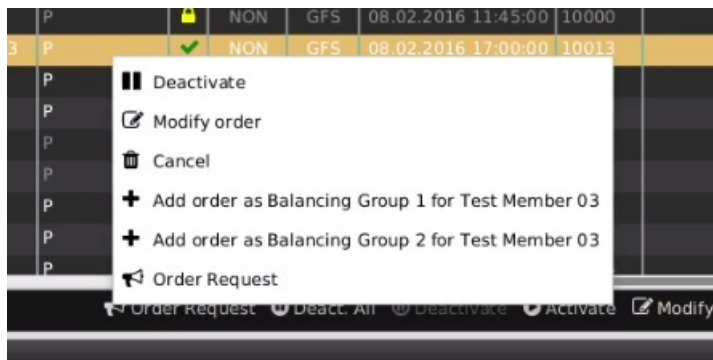 P NON GFS 08.02.2016 11:45:00 10000
3 P NON GFS 08.02.2016 17:00:00 10013
P Deactivate
P Modify order
P
P Cancel
P Add order as Balancing Group 1 for Test Member 03
P Add order as Balancing Group 2 for Test Member 03
P Order Request
Order Request Deact. All Deactivate Activate Modify